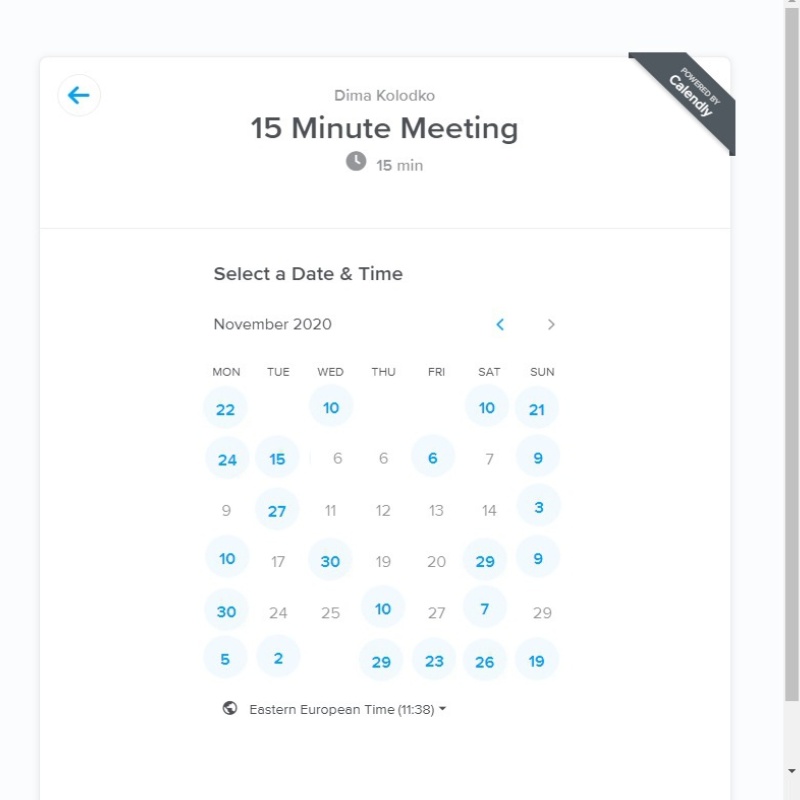 Dima Kolodko
POWERED BY
Calendly
15 Minute Meeting
15 min
Select a Date & Time
November 2020
MON TUE WED THU FRI SAT SUN
22 10 10 21
24 15 6 6 6 7 9
9 27 11 12 13 14 3
10 17 30 19 20 29 9
30 24 25 10 27 7 29
5 2 29 23 26 19
Eastern European Time (11:38)